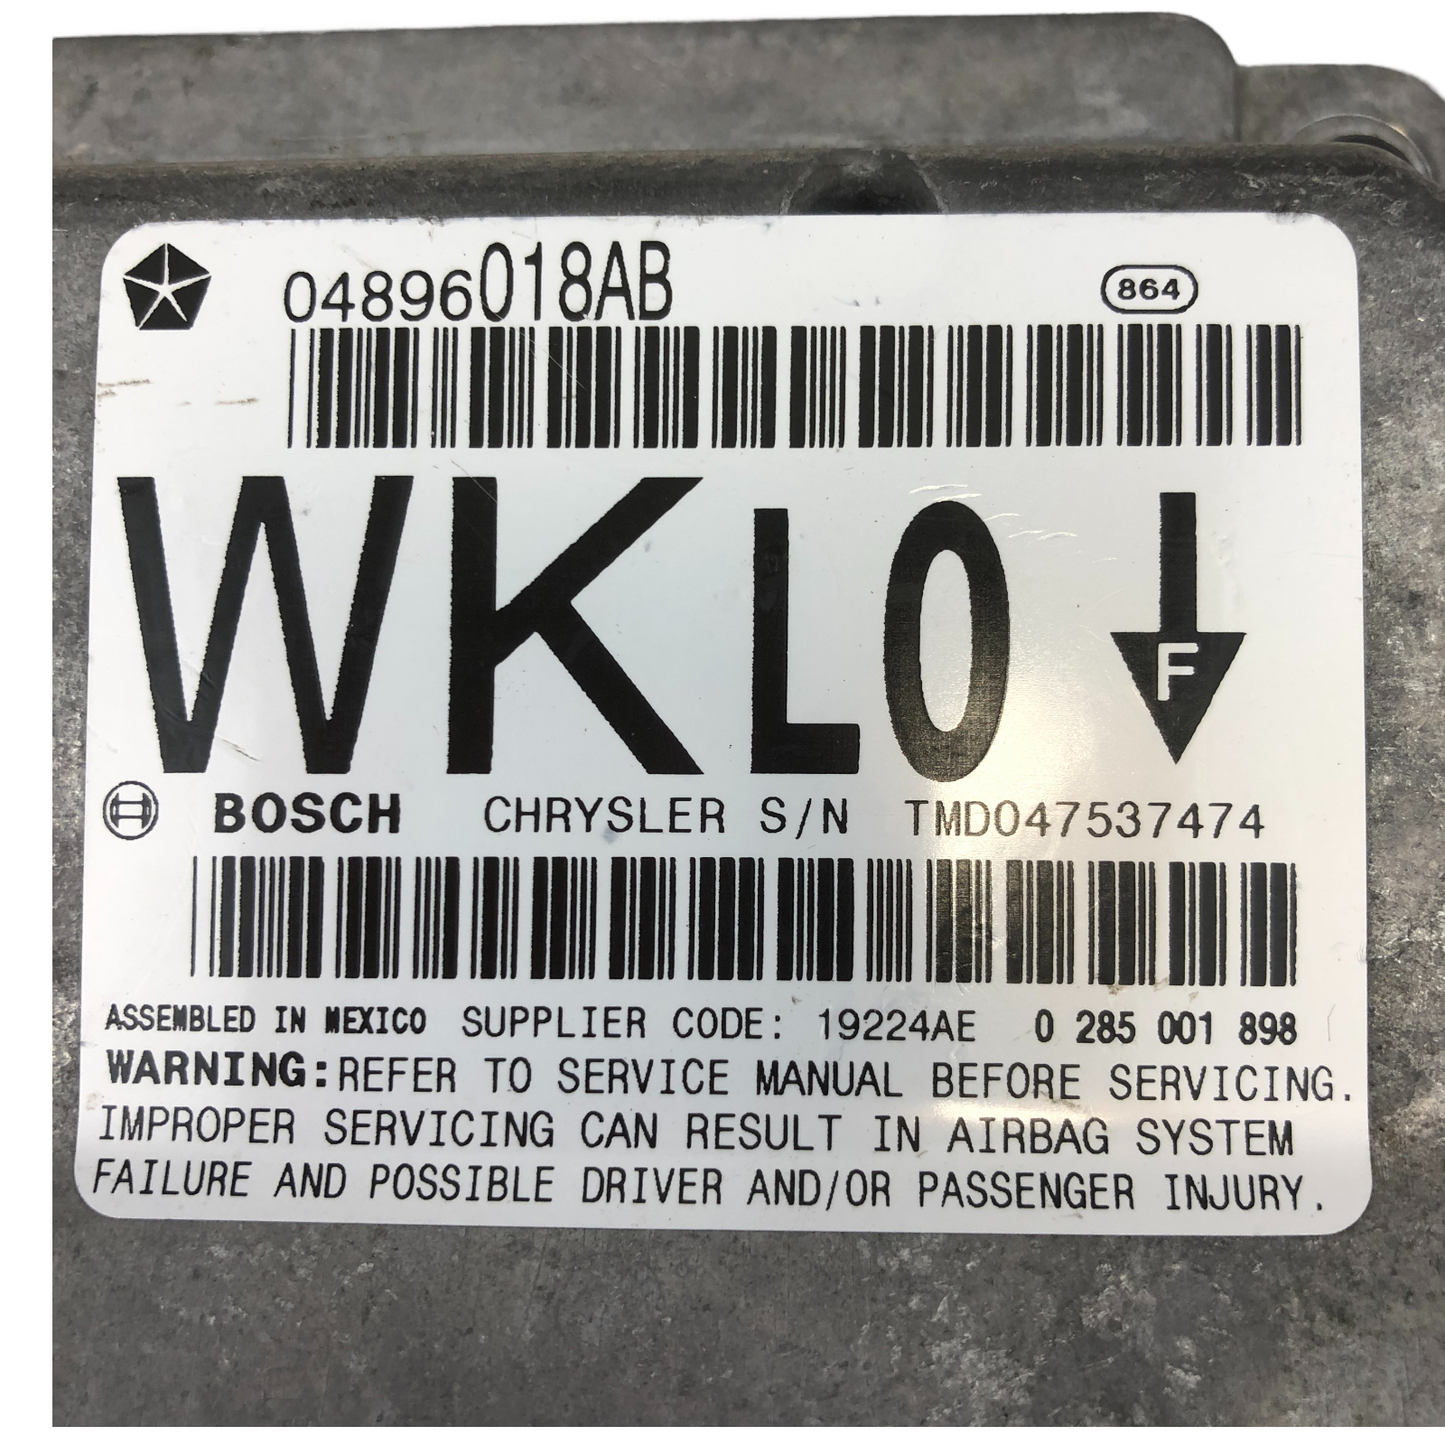 04896018AB
864
WKLO
F
BOSCH CHRYSLER S/N TMD047537474
ASSEMBLED IN MEXICO SUPPLIER CODE: 19224AE 0 285 001 898
WARNING: REFER TO SERVICE MANUAL BEFORE SERVICING.
IMPROPER SERVICING CAN RESULT IN AIRBAG SYSTEM
FAILURE AND POSSIBLE DRIVER AND/OR PASSENGER INJURY.